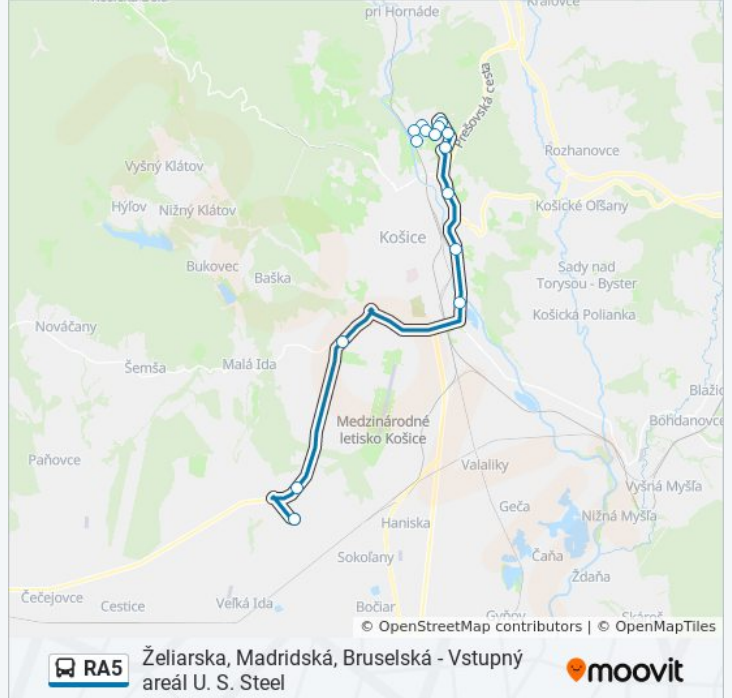 pri Hornáde
Kráľovce
Prešovská cesta
Rozhanovce
Vyšný Klátov
Hýľov
Nižný Klátov
Košické Oľšany
Košice
Bukovec
Baška
Sady nad
Torysou - Byster
Košická Polianka
Nováčany
Šemša
Malá Ida
Medzinárodné
letisko Košice
Bohdanovce
Paňovce
Valaliky
Vyšná Myšľa
Geča
Nižná Myšľa
Haniska
Sokoľany
Čaňa
Ždaňa
Čečejovce
Cestice
Veľká Ida
Bočiar
Gyňov
© OpenStreetMap contributors | © OpenMapTiles
RA5
Želiarska, Madridská, Bruselská - Vstupný
areál U. S. Steel
moovit